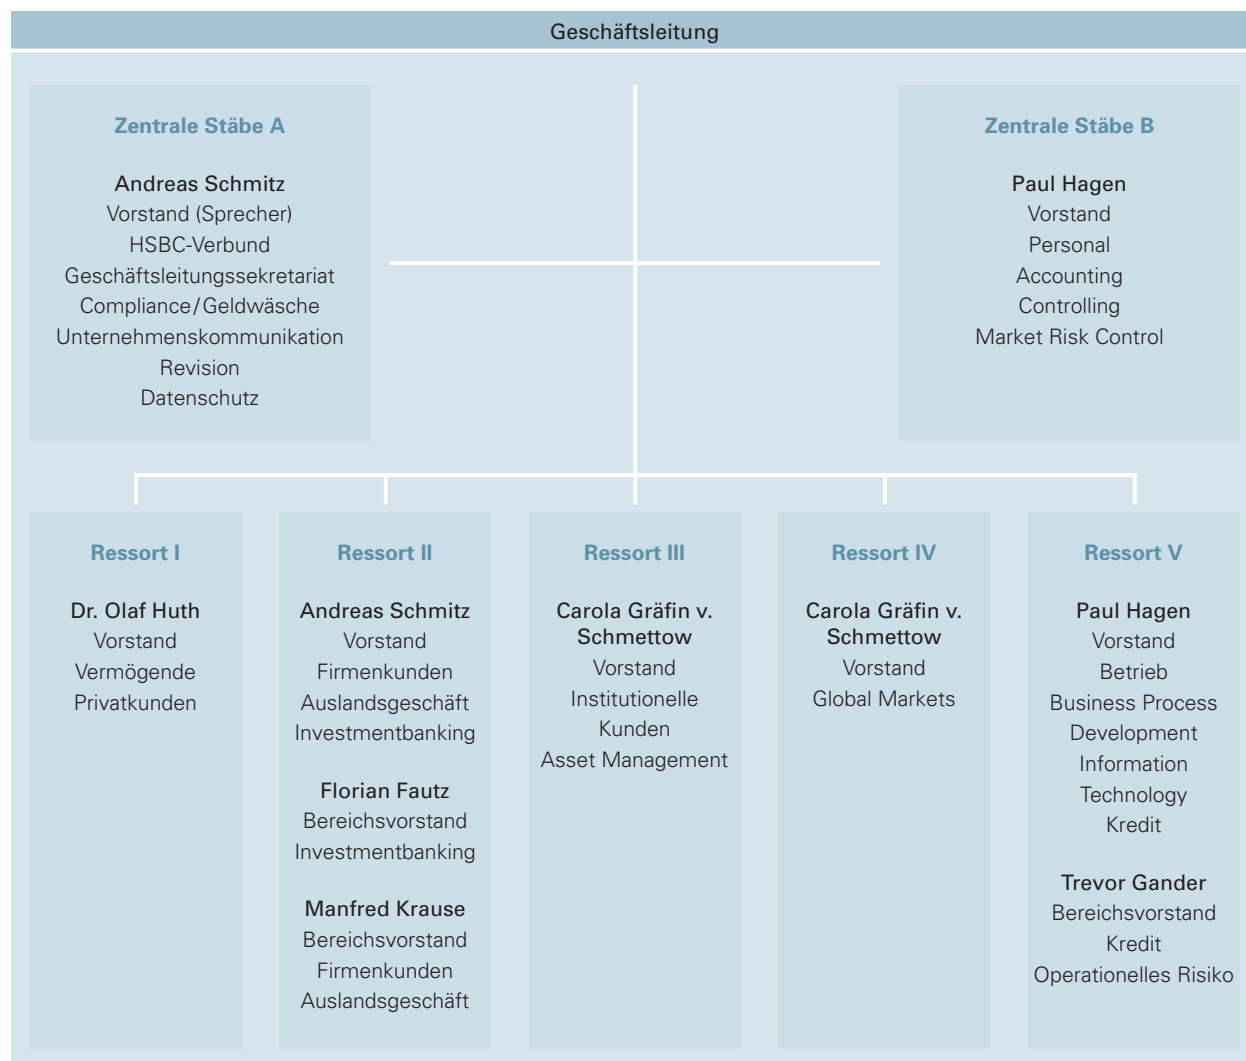 Geschäftsleitung
Zentrale Stäbe A
Andreas Schmitz
Vorstand (Sprecher)
HSBC-Verbund
Geschäftsleitungssekretariat
Compliance/Geldwäsche
Unternehmenskommunikation
Revision
Datenschutz
Zentrale Stäbe B
Paul Hagen
Vorstand
Personal
Accounting
Controlling
Market Risk Control
Ressort I
Dr. Olaf Huth
Vorstand
Vermögende
Privatkunden
Ressort II
Andreas Schmitz
Vorstand
Firmenkunden
Auslandsgeschäft
Investmentbanking
Florian Fautz
Bereichsvorstand
Investmentbanking
Manfred Krause
Bereichsvorstand
Firmenkunden
Auslandsgeschäft
Ressort III
Carola Gräfin v.
Schmettow
Vorstand
Institutionelle
Kunden
Asset Management
Ressort IV
Carola Gräfin v.
Schmettow
Vorstand
Global Markets
Ressort V
Paul Hagen
Vorstand
Betrieb
Business Process
Development
Information
Technology
Kredit
Trevor Gander
Bereichsvorstand
Kredit
Operationelles Risiko